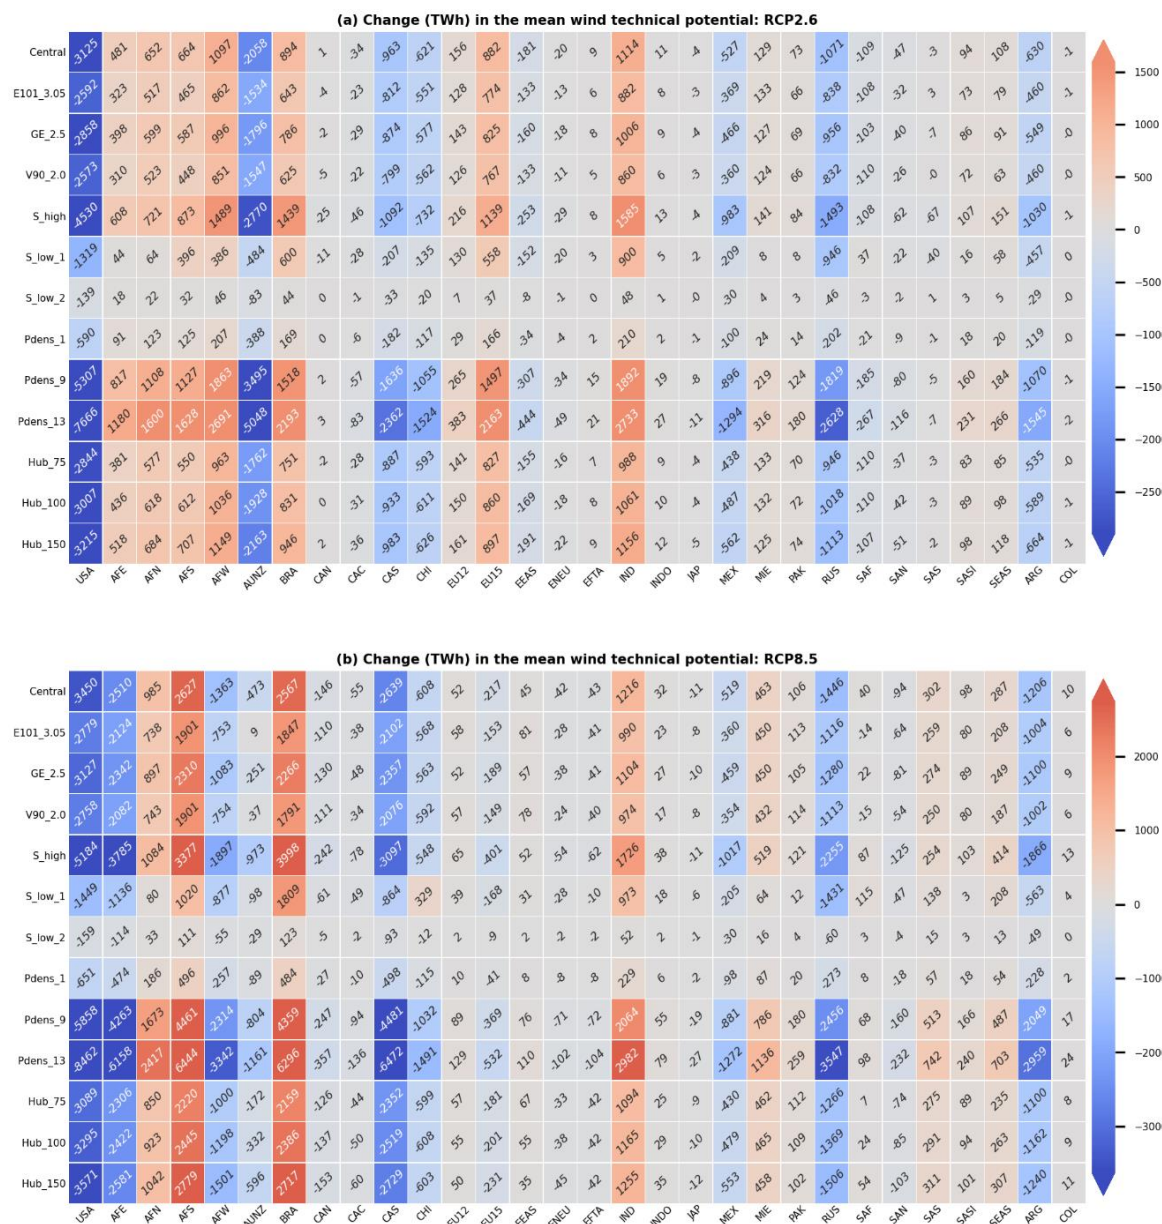 (a) Change (TWh) in the mean wind technical potential: RCP2.6
Central -3125 481 652 664 1097 -2058 894 1 -34 -963 -621 156 882 -181 -20 9 1114 11 -4 -527 129 73 -1071 -109 -47 -3 94 108 -630 -1
E101_3.05 -2592 323 517 465 862 -1534 643 -4 -23 -812 -551 128 774 -133 -13 6 882 8 -3 -369 133 66 -838 -108 -32 3 73 79 -460 -1
GE_2.5 -2858 398 599 587 996 -1796 786 -2 -29 -874 -577 143 825 -160 -18 8 1006 9 -4 -466 127 69 -956 -103 -40 -7 86 91 -549 -0
V90_2.0 -2573 310 523 448 851 -1547 625 -5 -22 -799 -562 126 767 -133 -11 5 860 6 -3 -360 124 66 -832 -110 -26 -0 72 63 -460 -0
S_high -4530 608 721 873 1489 -2770 1439 -25 -46 -1092 -732 216 1139 -253 -29 8 1585 13 -4 -983 141 84 -1493 -108 -62 -67 107 151 -1030 -1
S_low_1 -1319 44 64 396 386 -484 600 -11 -28 -207 -135 130 558 -152 -20 3 900 5 -2 -209 8 8 -946 37 -22 -40 16 58 -457 0
S_low_2 -139 18 22 32 46 -83 44 0 -1 -33 -20 7 37 -8 -1 0 48 1 -0 -30 4 3 -46 -3 -2 1 3 5 -29 -0
Pdens_1 -590 91 123 125 207 -388 169 0 -6 -182 -117 29 166 -34 -4 2 210 2 -1 -100 24 14 -202 -21 -9 -1 18 20 -119 -0
Pdens_9 -5307 817 1108 1127 1863 -3495 1518 2 -57 -1636 -1055 265 1497 -307 -34 15 1892 19 -8 -896 219 124 -1819 -185 -80 -5 160 184 -1070 -1
Pdens_13 -7666 1180 1600 1628 2691 -5048 2193 3 -83 -2362 -1524 383 2163 -444 -49 21 2733 27 -11 -1294 316 180 -2628 -267 -116 -7 231 266 -1545 -2
Hub_75 -2844 381 577 550 963 -1762 751 -2 -28 -887 -593 141 827 -155 -16 7 988 9 -4 -438 133 70 -946 -110 -37 -3 83 85 -535 -0
Hub_100 -3007 436 618 612 1036 -1928 831 0 -31 -933 -611 150 860 -169 -18 8 1061 10 -4 -487 132 72 -1018 -110 -42 -3 89 98 -589 -1
Hub_150 -3215 518 684 707 1149 -2163 946 2 -36 -983 -626 161 897 -191 -22 9 1156 12 -5 -562 125 74 -1113 -107 -51 -2 98 118 -664 -1
USA AFE AFN AFS AFW AUNZ BRA CAN CAC CAS CHI EU12 EU15 EEAS ENEU EFTA IND INDO JAP MEX MIE PAK RUS SAF SAN SAS SASI SEAS ARG COL
1500
1000
500
0
−500
−100
−150
−200
−250
(b) Change (TWh) in the mean wind technical potential: RCP8.5
Central -3450 -2510 985 2627 -1363 -473 2567 -146 -55 -2639 -608 52 -217 45 -42 -43 1216 32 -11 -519 463 106 -1446 40 -94 302 98 287 -1206 10
E101_3.05 -2779 -2124 738 1901 -753 9 1847 -110 -38 -2102 -568 58 -153 81 -28 -41 990 23 -8 -360 450 113 -1116 -14 -64 259 80 208 -1004 6
GE_2.5 -3127 -2342 897 2310 -1083 -251 2266 -130 -48 -2357 -563 52 -189 57 -38 -41 1104 27 -10 -459 450 105 -1280 22 -81 274 89 249 -1100 9
V90_2.0 -2758 -2082 743 1901 -754 -37 1791 -111 -34 -2076 -592 57 -149 78 -24 -40 974 17 -8 -354 432 114 -1113 -15 -54 250 80 187 -1002 6
S_high -5184 -3785 1084 3377 -1897 -973 3998 -242 -78 -3097 -548 65 -401 52 -54 -62 1726 38 -11 -1017 519 121 -2255 87 -125 254 103 414 -1866 13
S_low_1 -1449 -1136 80 1020 -877 -98 1809 -61 -49 -864 329 39 -168 31 -28 -10 973 18 -6 -205 64 12 -1431 115 -47 138 3 208 -563 4
S_low_2 -159 -114 33 111 -55 -29 123 -5 -2 -93 -12 2 -9 2 -2 -2 52 2 -1 -30 16 4 -60 3 -4 15 3 13 -49 0
Pdens_1 -651 -474 186 496 -257 -89 484 -27 -10 -498 -115 10 -41 8 -8 -8 229 6 -2 -98 87 20 -273 8 -18 57 18 54 -228 2
Pdens_9 -5858 -4263 1673 4461 -2314 -804 4359 -247 -94 -4481 -1032 89 -369 76 -71 -72 2064 55 -19 -881 786 180 -2456 68 -160 513 166 487 -2049 17
Pdens_13 -8462 -6158 2417 6444 -3342 -1161 6296 -357 -136 -6472 -1491 129 -532 110 -102 -104 2982 79 -27 -1272 1136 259 -3547 98 -232 742 240 703 -2959 24
Hub_75 -3089 -2306 850 2220 -1000 -172 2159 -126 -44 -2352 -599 57 -181 67 -33 -42 1094 25 -9 -430 462 112 -1266 7 -74 275 89 235 -1100 8
Hub_100 -3295 -2422 923 2445 -1198 -332 2386 -137 -50 -2519 -608 55 -201 55 -38 -42 1165 29 -10 -479 465 109 -1369 24 -85 291 94 263 -1162 9
Hub_150 -3571 -2581 1042 2779 -1501 -596 2717 -153 -60 -2729 -603 50 -231 35 -45 -42 1255 35 -12 -553 458 102 -1506 54 -103 311 101 307 -1240 11
USA AFE AFN AFS AFW AUNZ BRA CAN CAC CAS CHI EU12 EU15 EEAS ENEU EFTA IND INDO JAP MEX MIE PAK RUS SAF SAN SAS SASI SEAS ARG COL
2000
1000
0
−100
−200
−300